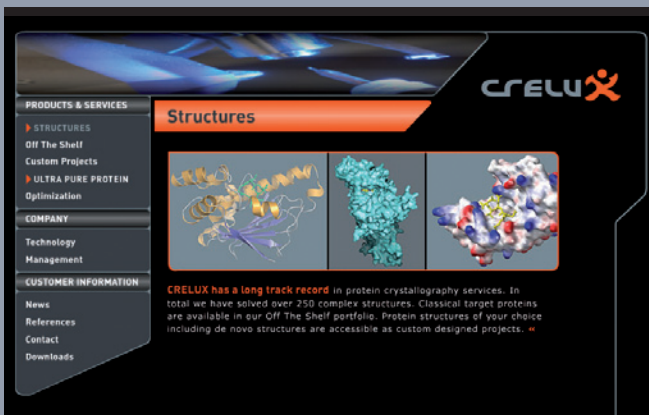 CRELUX
PRODUCTS & SERVICES
STRUCTURES
Off The Shelf
Custom Projects
ULTRA PURE PROTEIN
Optimization
COMPANY
Technology
Management
CUSTOMER INFORMATION
News
References
Contact
Downloads
Structures
CRELUX has a long track record in protein crystallography services. In
total we have solved over 250 complex structures. Classical target proteins
are available in our Off The Shelf portfolio. Protein structures of your choice
including de novo structures are accessible as custom designed projects. «